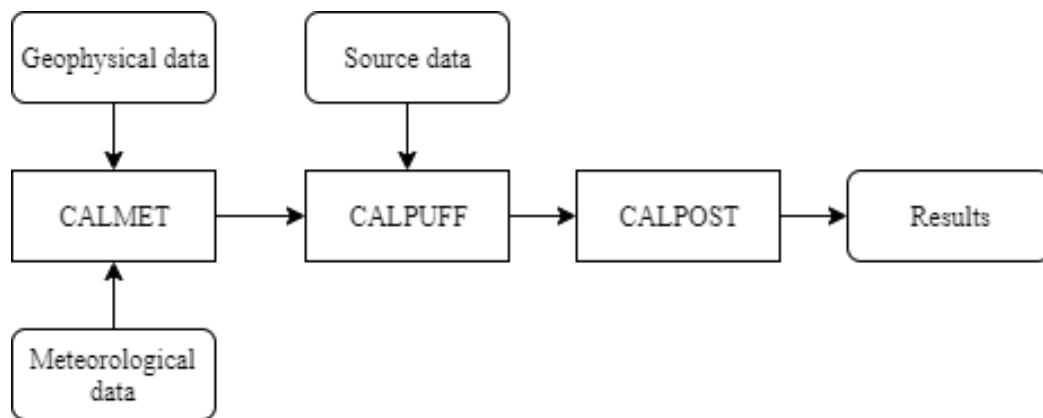 Geophysical data
Source data
CALMET
CALPUFF
CALPOST
Results
Meteorological
data